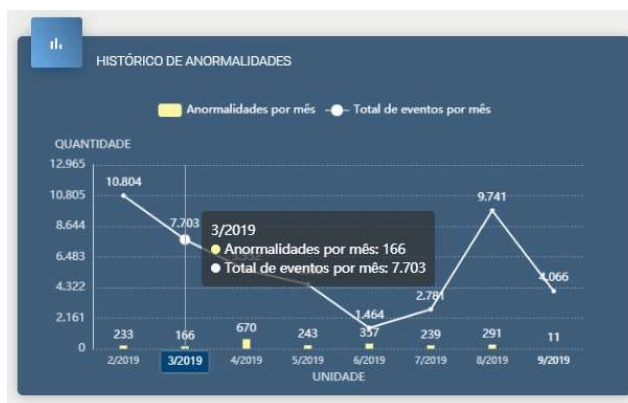 HISTÓRICO DE ANORMALIDADES
Anormalidades por mês Total de eventos por mês
QUANTIDADE
12.965
10.805
8.644
6.483
4.322
2.161
0
10.804
7.703
1.464
2.781
9.741
4.066
3/2019
Anormalidades por mês: 166
Total de eventos por mês: 7.703
233 166 670 243 357 239 291 11
2/2019 3/2019 4/2019 5/2019 6/2019 7/2019 8/2019 9/2019
UNIDADE